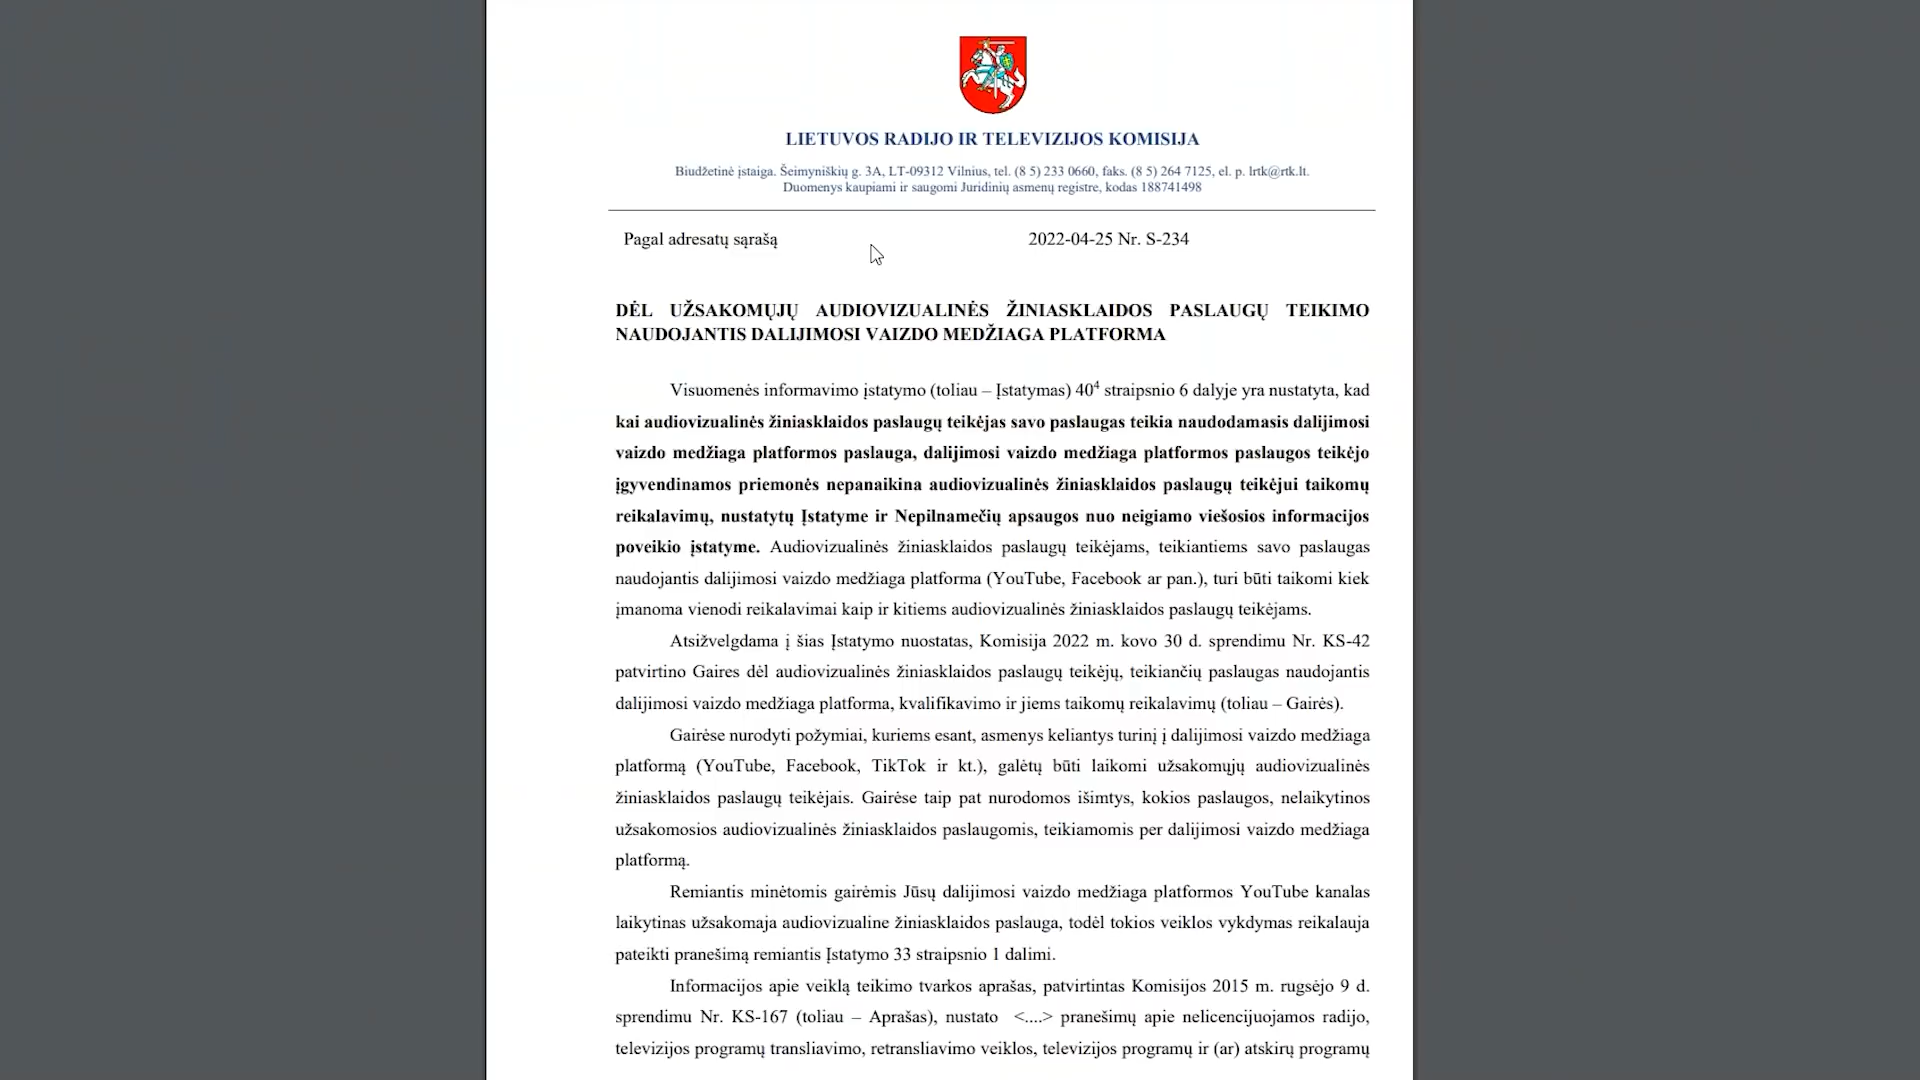 LIETUVOS RADIJO IR TELEVIZIJOS KOMISIJA
Biudžetinė įstaiga. Šeimyniškių g. 3A, LT-09312 Vilnius, tel. (8 5) 233 0660, faks. (8 5) 264 7125, el. p. lrtk@rtk.lt.
Duomenys kaupiami ir saugomi Juridinių asmenų registre, kodas 188741498
Pagal adresatų sąrašą 2022-04-25 Nr. S-234
DĖL UŽSAKOMŲJŲ AUDIOVIZUALINĖS ŽINIASKLAIDOS PASLAUGŲ TEIKIMO
NAUDOJANTIS DALIJIMOSI VAIZDO MEDŽIAGA PLATFORMA
Visuomenės informavimo įstatymo (toliau – Įstatymas) 40⁴ straipsnio 6 dalyje yra nustatyta, kad
kai audiovizualinės žiniasklaidos paslaugų teikėjas savo paslaugas teikia naudodamasis dalijimosi
vaizdo medžiaga platformos paslauga, dalijimosi vaizdo medžiaga platformos paslaugos teikėjo
įgyvendinamos priemonės nepanaikina audiovizualinės žiniasklaidos paslaugų teikėjui taikomų
reikalavimų, nustatytų Įstatyme ir Nepilnamečių apsaugos nuo neigiamo viešosios informacijos
poveikio įstatyme. Audiovizualinės žiniasklaidos paslaugų teikėjams, teikiantiems savo paslaugas
naudojantis dalijimosi vaizdo medžiaga platforma (YouTube, Facebook ar pan.), turi būti taikomi kiek
įmanoma vienodi reikalavimai kaip ir kitiems audiovizualinės žiniasklaidos paslaugų teikėjams.
Atsižvelgdama į šias Įstatymo nuostatas, Komisija 2022 m. kovo 30 d. sprendimu Nr. KS-42
patvirtino Gaires dėl audiovizualinės žiniasklaidos paslaugų teikėjų, teikiančių paslaugas naudojantis
dalijimosi vaizdo medžiaga platforma, kvalifikavimo ir jiems taikomų reikalavimų (toliau – Gairės).
Gairėse nurodyti požymiai, kuriems esant, asmenys keliantys turinį į dalijimosi vaizdo medžiaga
platformą (YouTube, Facebook, TikTok ir kt.), galėtų būti laikomi užsakomųjų audiovizualinės
žiniasklaidos paslaugų teikėjais. Gairėse taip pat nurodomos išimtys, kokios paslaugos, nelaikytinos
užsakomosios audiovizualinės žiniasklaidos paslaugomis, teikiamomis per dalijimosi vaizdo medžiaga
platformą.
Remiantis minėtomis gairėmis Jūsų dalijimosi vaizdo medžiaga platformos YouTube kanalas
laikytinas užsakomaja audiovizualine žiniasklaidos paslauga, todėl tokios veiklos vykdymas reikalauja
pateikti pranešimą remiantis Įstatymo 33 straipsnio 1 dalimi.
Informacijos apie veiklą teikimo tvarkos aprašas, patvirtintas Komisijos 2015 m. rugsėjo 9 d.
sprendimu Nr. KS-167 (toliau – Aprašas), nustato <....> pranešimų apie nelicencijuojamos radijo,
televizijos programų transliavimo, retransliavimo veiklos, televizijos programų ir (ar) atskirų programų